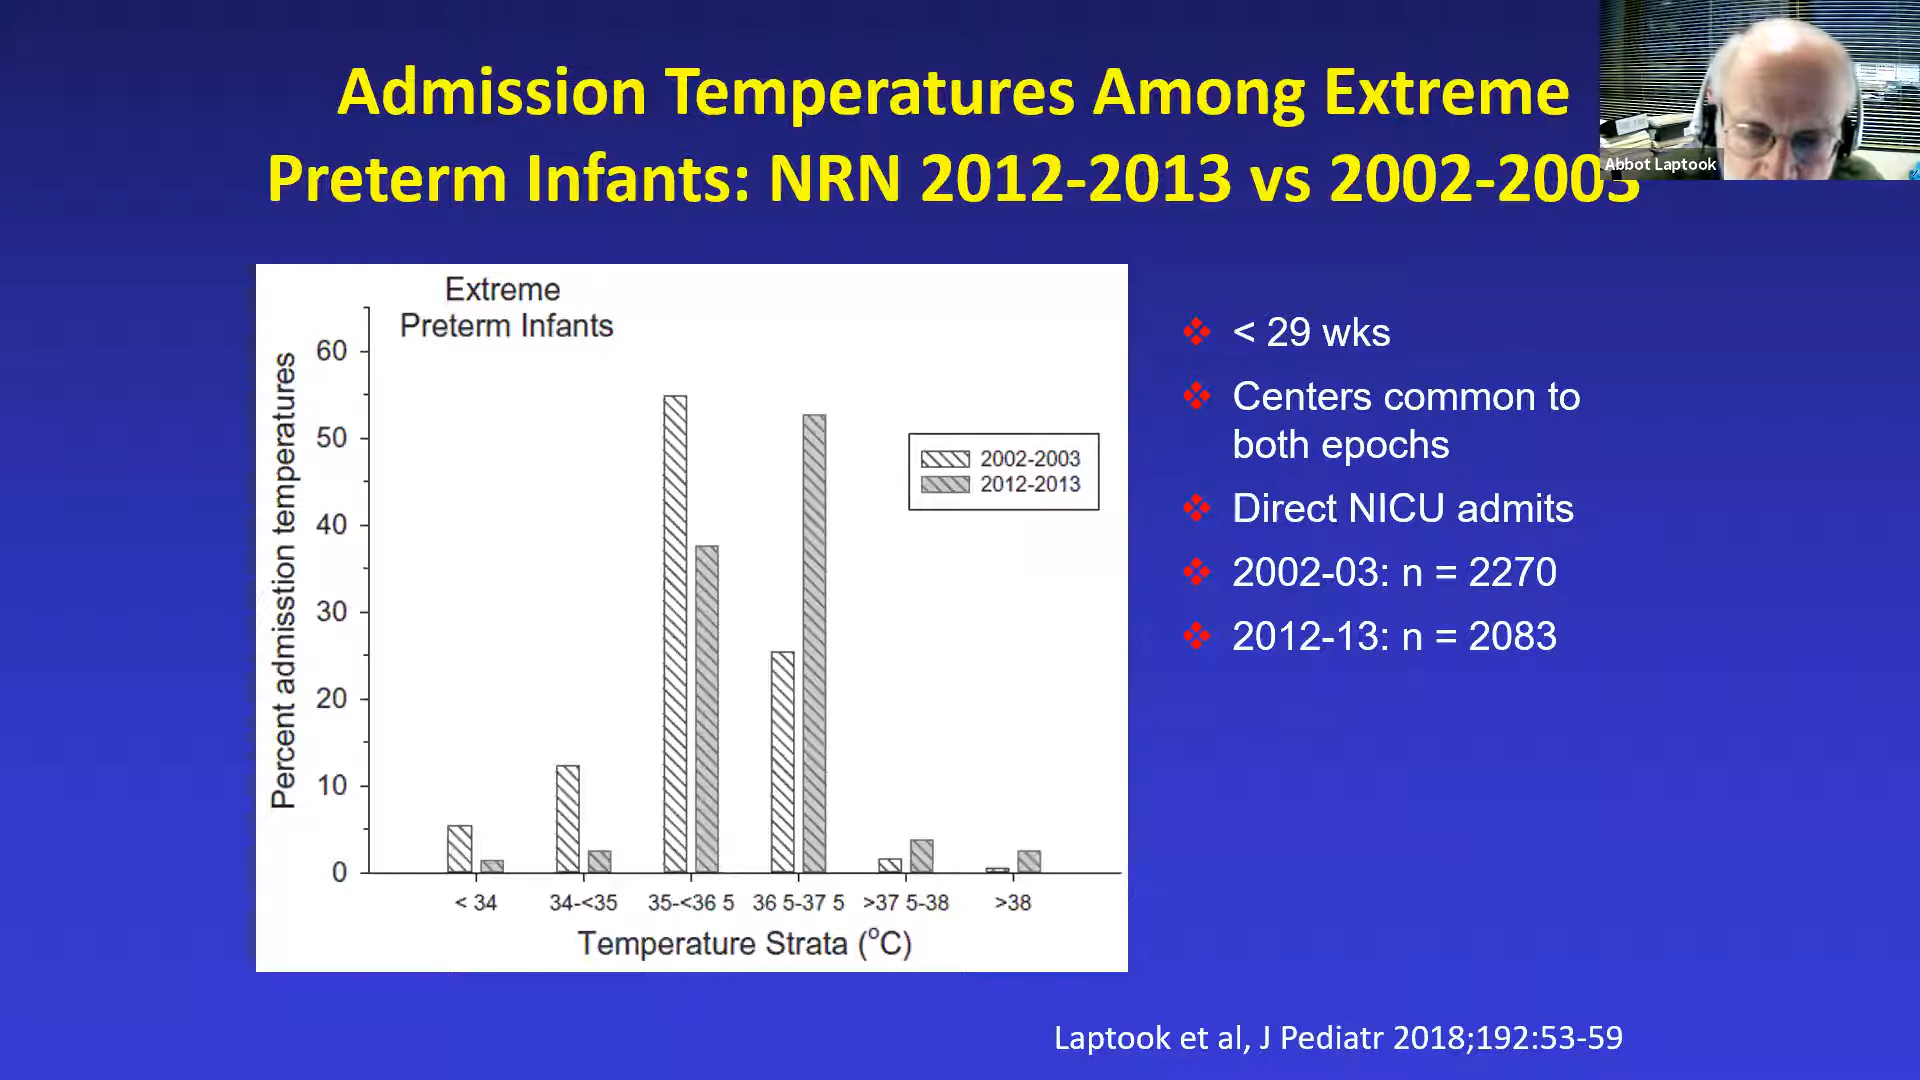 Admission Temperatures Among Extreme
Preterm Infants: NRN 2012-2013 vs 2002-2003
Abbot Laptook
Extreme
Preterm Infants
Percent admisstion temperatures
60
50
40
30
20
10
0
2002-2003
2012-2013
< 34
34-<35
35-<36 5
36 5-37 5
>37 5-38
>38
Temperature Strata (°C)
< 29 wks
Centers common to
both epochs
Direct NICU admits
2002-03: n = 2270
2012-13: n = 2083
Laptook et al, J Pediatr 2018;192:53-59